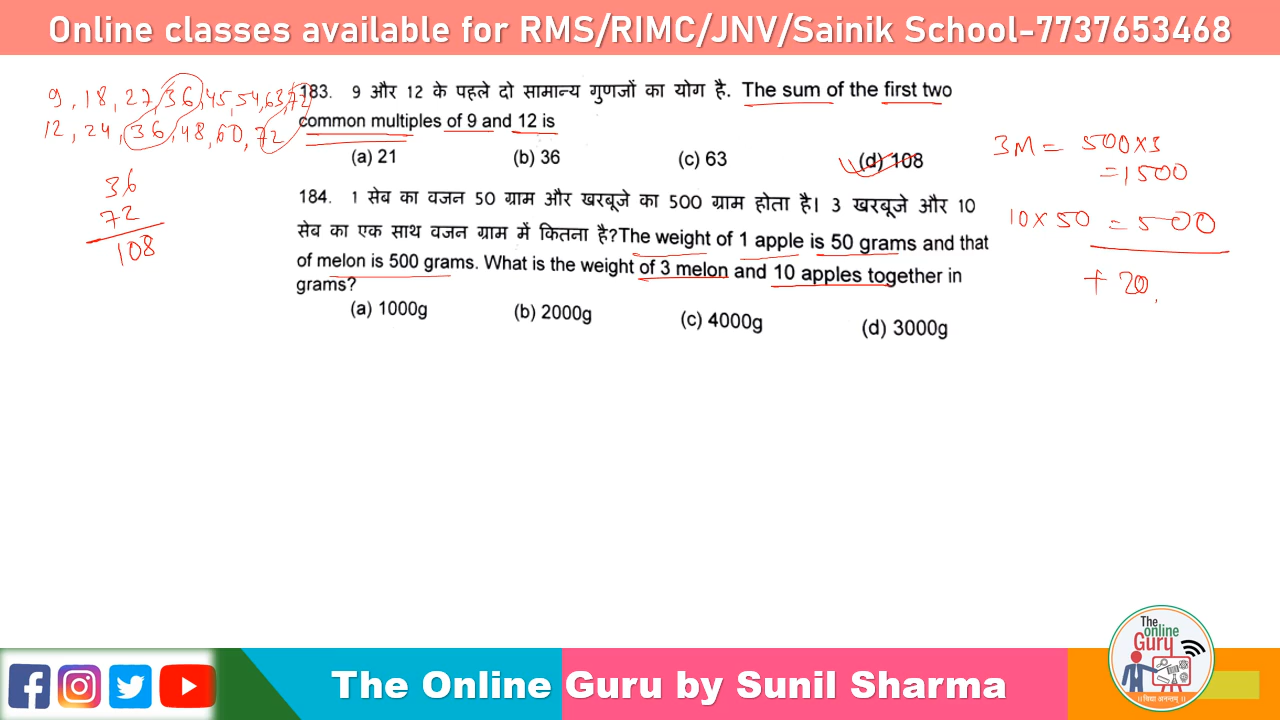 Online classes available for RMS/RIMC/JNV/Sainik School-7737653468
9, 18, 27, 36, 45, 54, 63, 72
12, 24, 36, 48, 60, 72
36
72
108
183. 9 और 12 के पहले दो सामान्य गुणजों का योग है. The sum of the first two
common multiples of 9 and 12 is
(a) 21 (b) 36 (c) 63 (d) 108
184. 1 सेब का वजन 50 ग्राम और खरबूजे का 500 ग्राम होता है। 3 खरबूजे और 10
सेब का एक साथ वजन ग्राम में कितना है?The weight of 1 apple is 50 grams and that
of melon is 500 grams. What is the weight of 3 melon and 10 apples together in
grams?
(a) 1000g (b) 2000g (c) 4000g (d) 3000g
3M = 500×3
=1500
10×50 = 500
+ 20
The online Guru
The Online Guru by Sunil Sharma